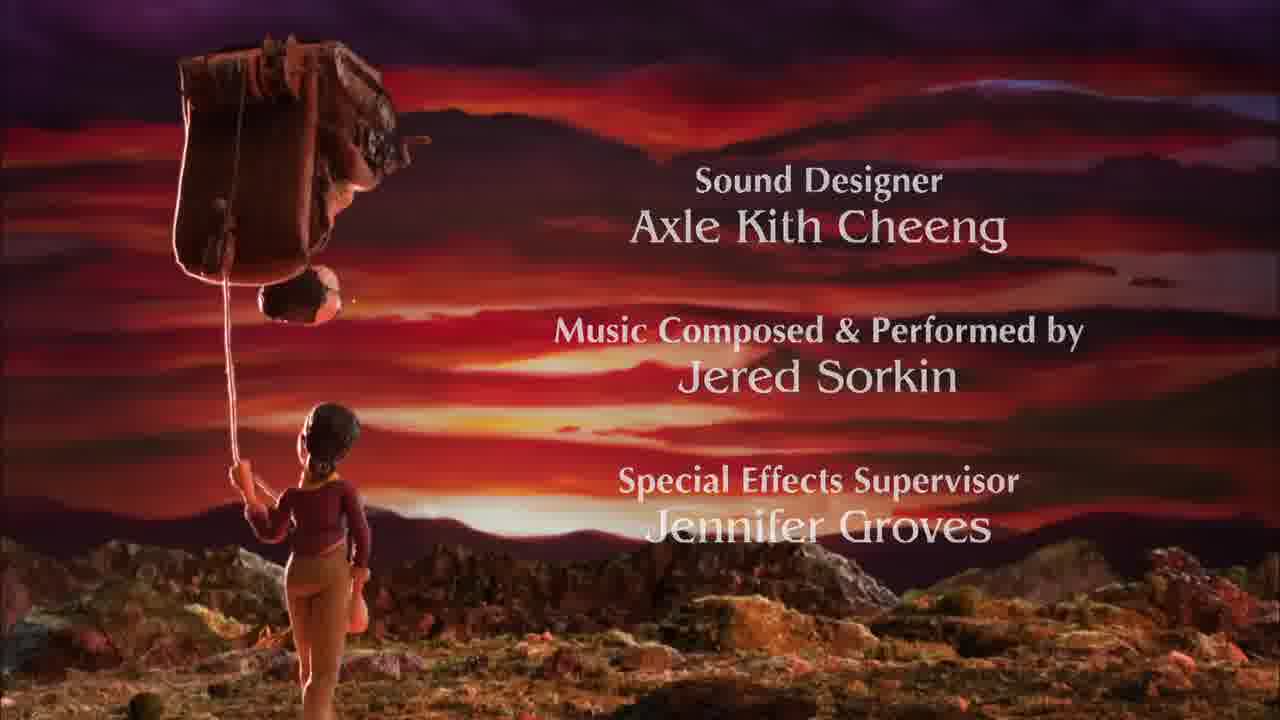 Sound Designer
Axle Kith Cheeng
Music Composed & Performed by
Jered Sorkin
Special Effects Supervisor
Jennifer Groves